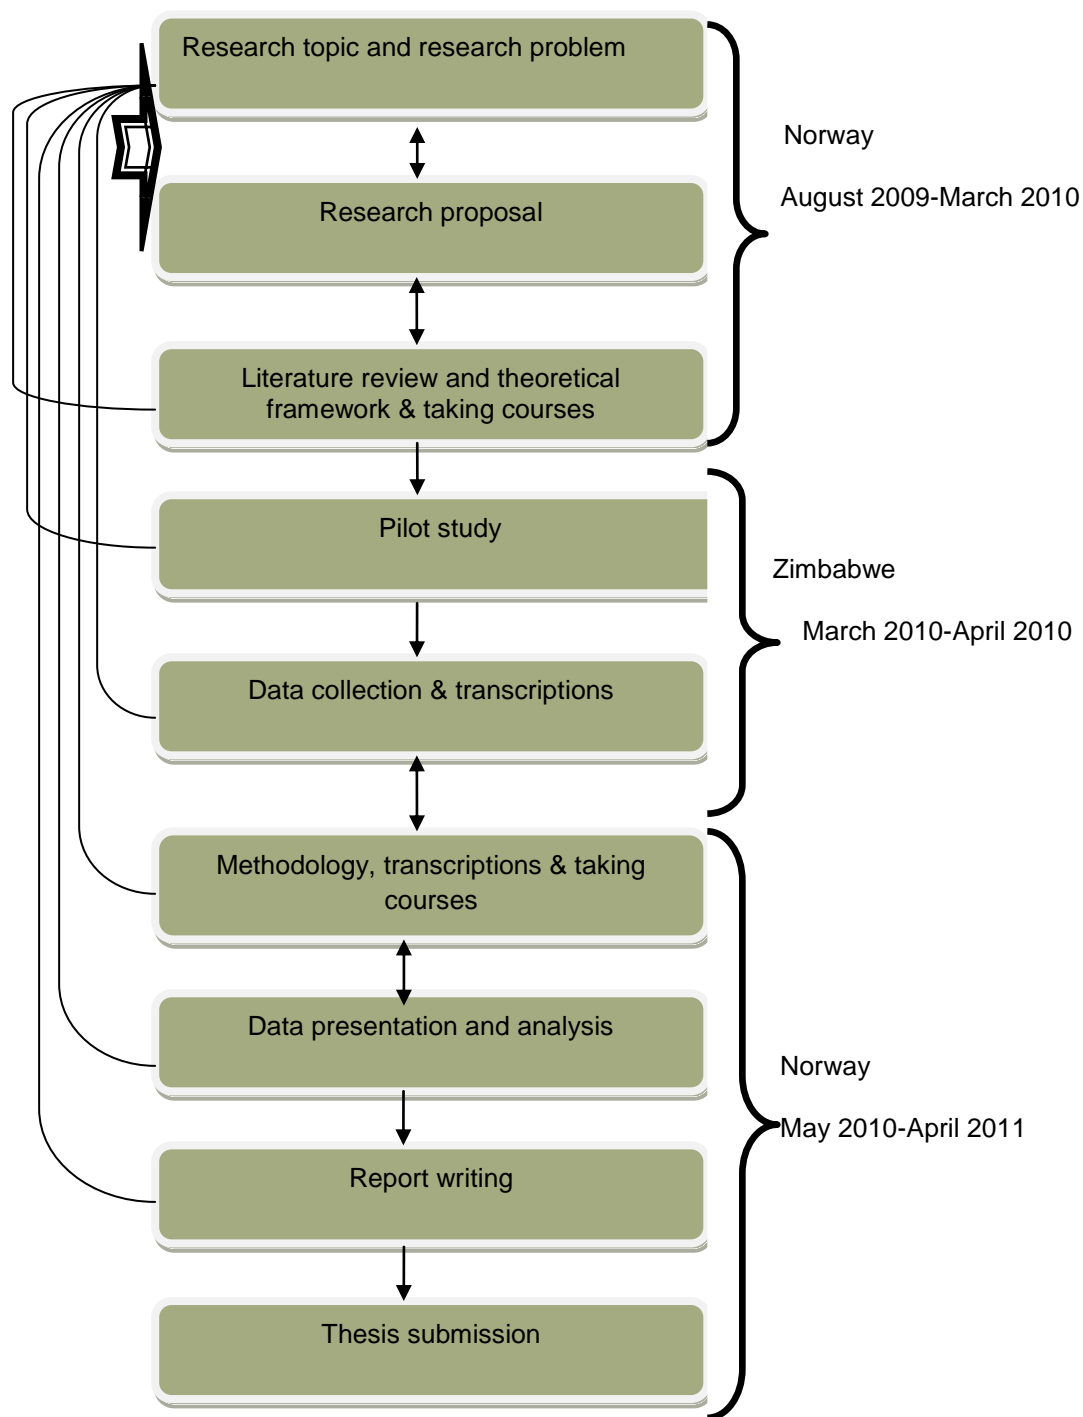 Research topic and research problem
Norway
August 2009-March 2010
Research proposal
Literature review and theoretical
framework & taking courses
Pilot study
Zimbabwe
March 2010-April 2010
Data collection & transcriptions
Methodology, transcriptions & taking
courses
Data presentation and analysis
Norway
May 2010-April 2011
Report writing
Thesis submission